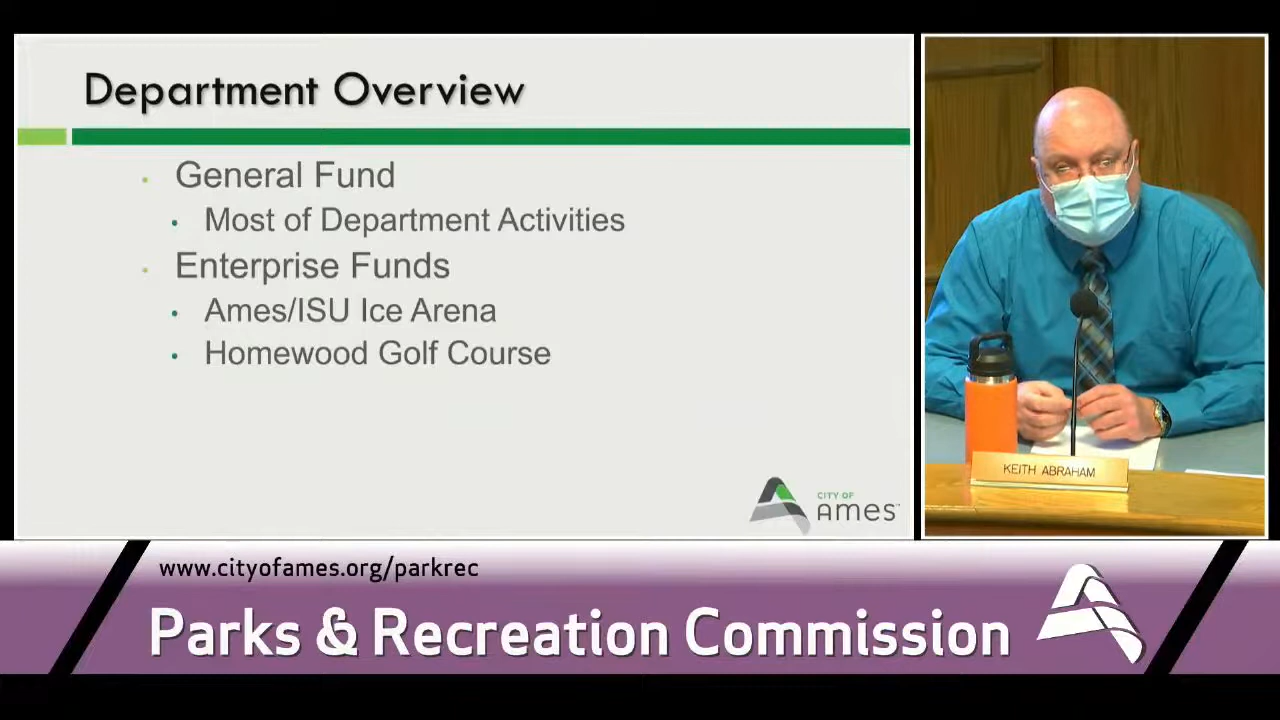 Department Overview
General Fund
Most of Department Activities
Enterprise Funds
Ames/ISU Ice Arena
Homewood Golf Course
CITY OF
AMES™
KEITH ABRAHAM
www.cityofames.org/parkrec
Parks & Recreation Commission